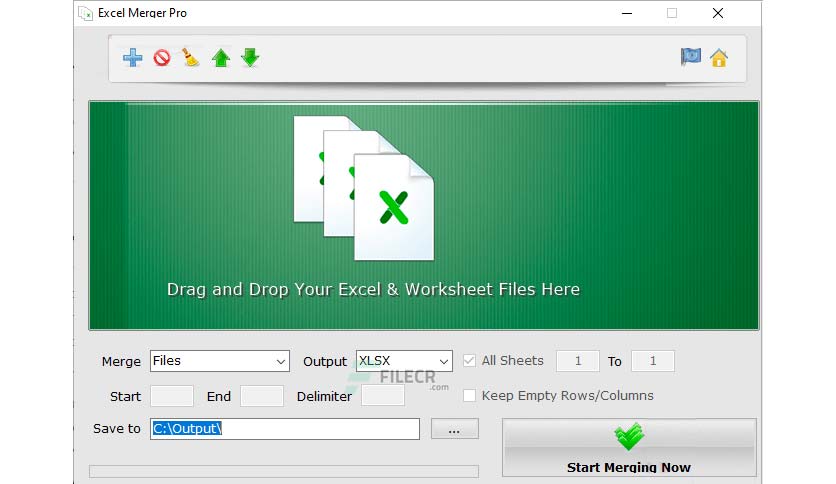 Excel Merger Pro
Drag and Drop Your Excel & Worksheet Files Here
Merge Files Output XLSX All Sheets 1 To 1
FILECR
.com
Start End Delimiter Keep Empty Rows/Columns
Save to C:\Output\ ...
Start Merging Now